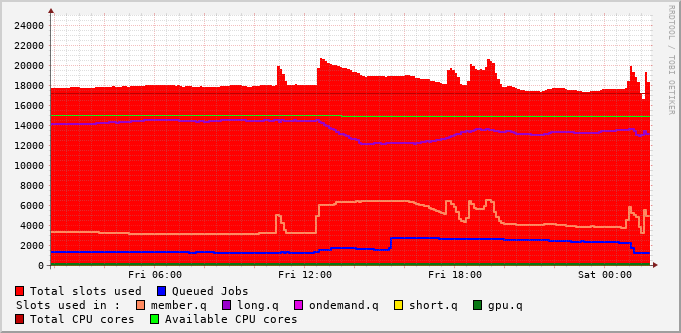 24000
22000
20000
18000
16000
14000
12000
10000
8000
6000
4000
2000
0
Fri 06:00 Fri 12:00 Fri 18:00 Sat 00:00
RRDTOOL / TOBI OETIKER
Total slots used Queued Jobs
Slots used in : member.q long.q ondemand.q short.q gpu.q
Total CPU cores Available CPU cores